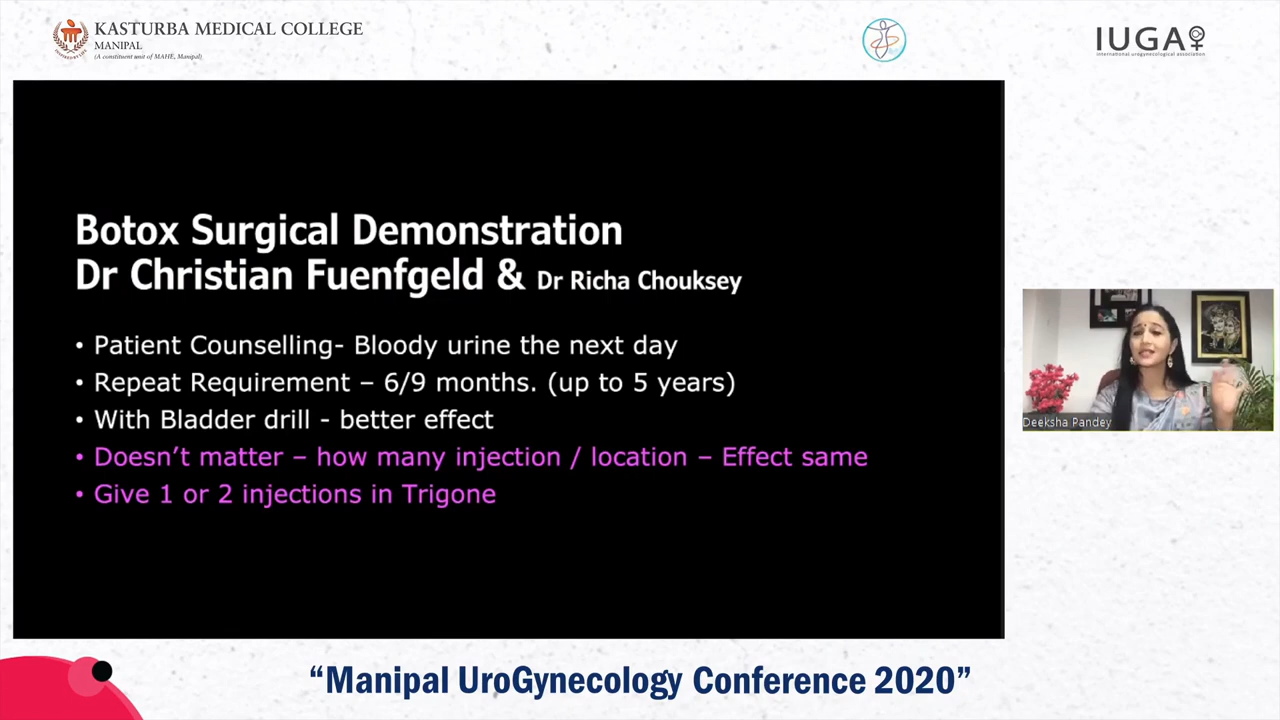 KASTURBA MEDICAL COLLEGE
MANIPAL
(A constituent unit of MAHE, Manipal)
IUGA
international urogynecological association
Botox Surgical Demonstration
Dr Christian Fuenfgeld & Dr Richa Chouksey
• Patient Counselling- Bloody urine the next day
• Repeat Requirement – 6/9 months. (up to 5 years)
• With Bladder drill - better effect
• Doesn’t matter – how many injection / location – Effect same
• Give 1 or 2 injections in Trigone
Deeksha Pandey
“Manipal UroGynecology Conference 2020”